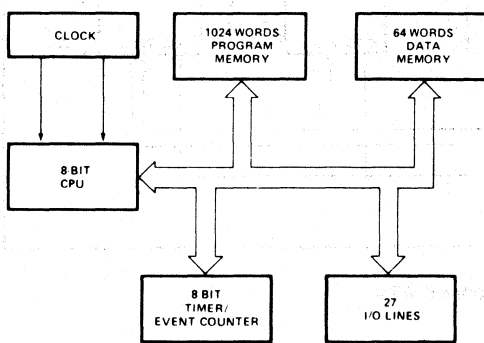 CLOCK
1024 WORDS
PROGRAM
MEMORY
64 WORDS
DATA
MEMORY
8-BIT
CPU
8 BIT
TIMER/
EVENT COUNTER
27
I/O LINES